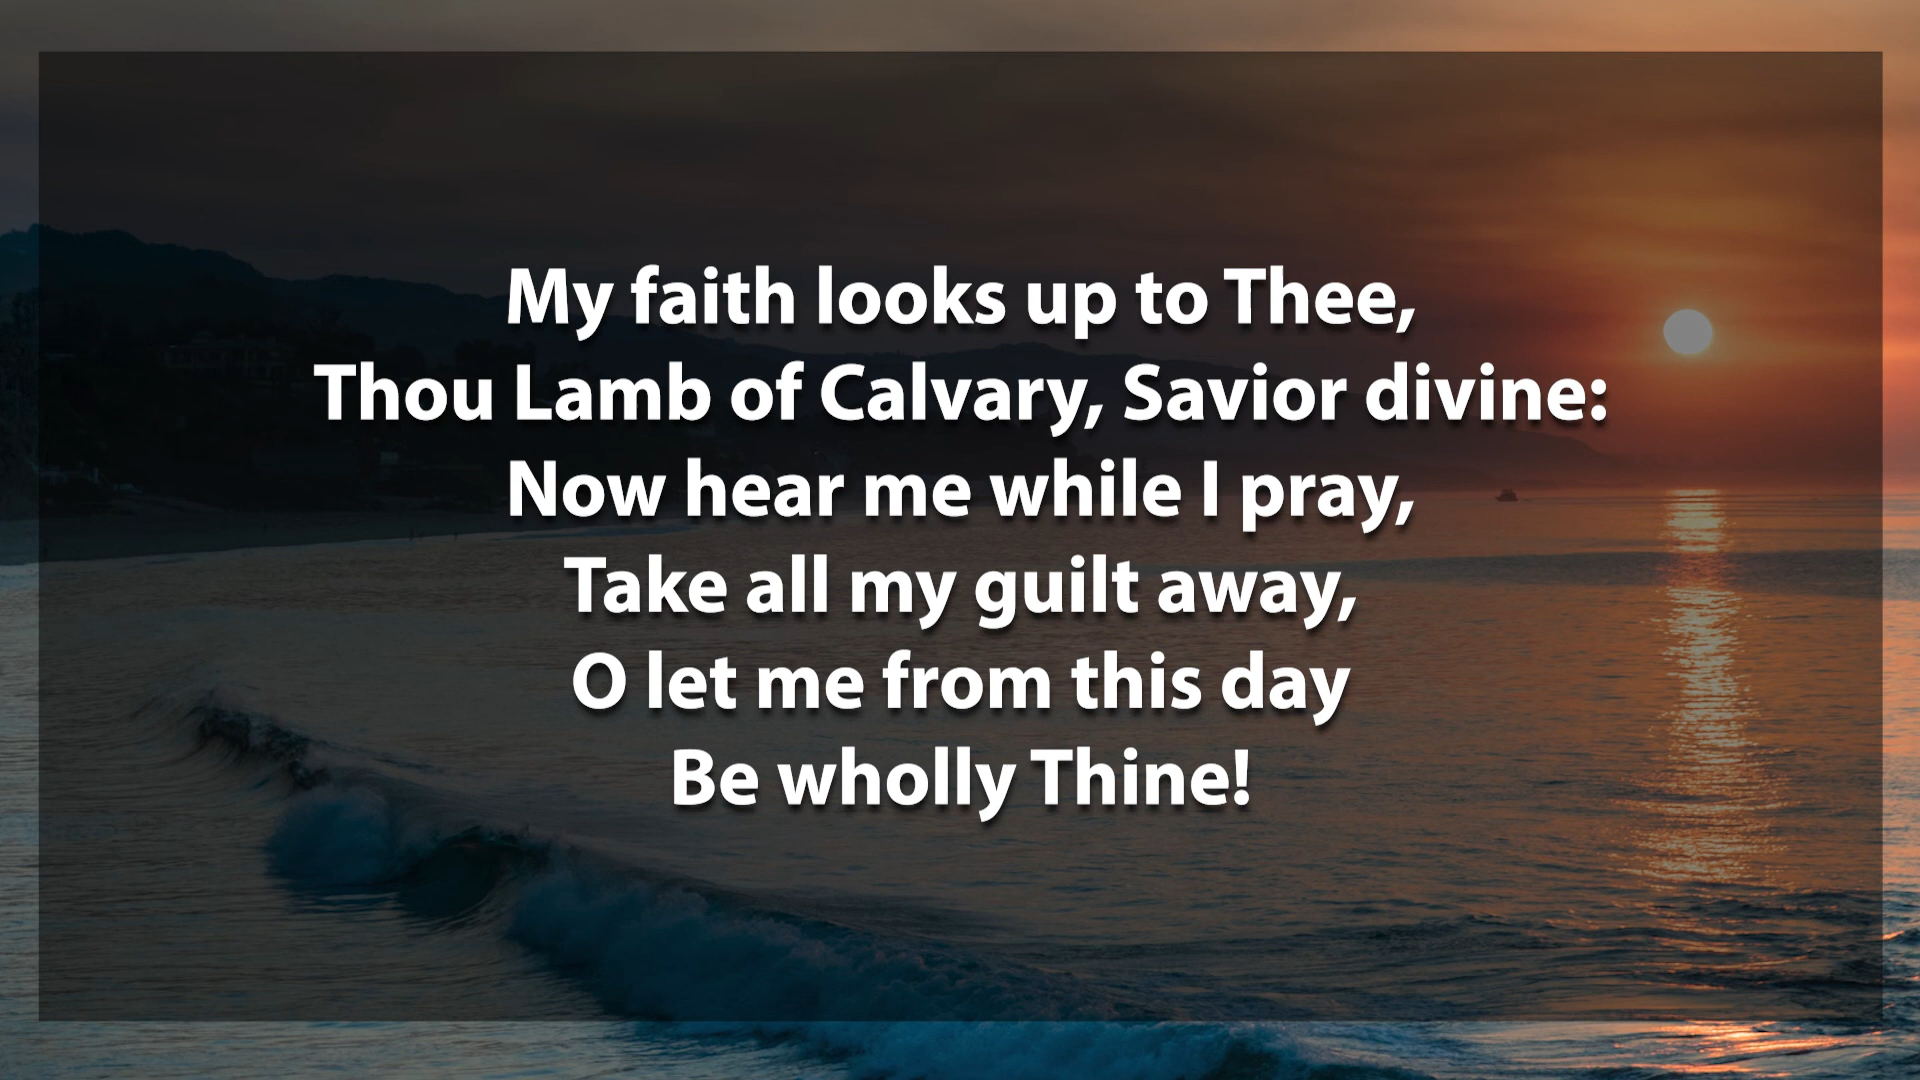 My faith looks up to Thee,
Thou Lamb of Calvary, Savior divine:
Now hear me while I pray,
Take all my guilt away,
O let me from this day
Be wholly Thine!